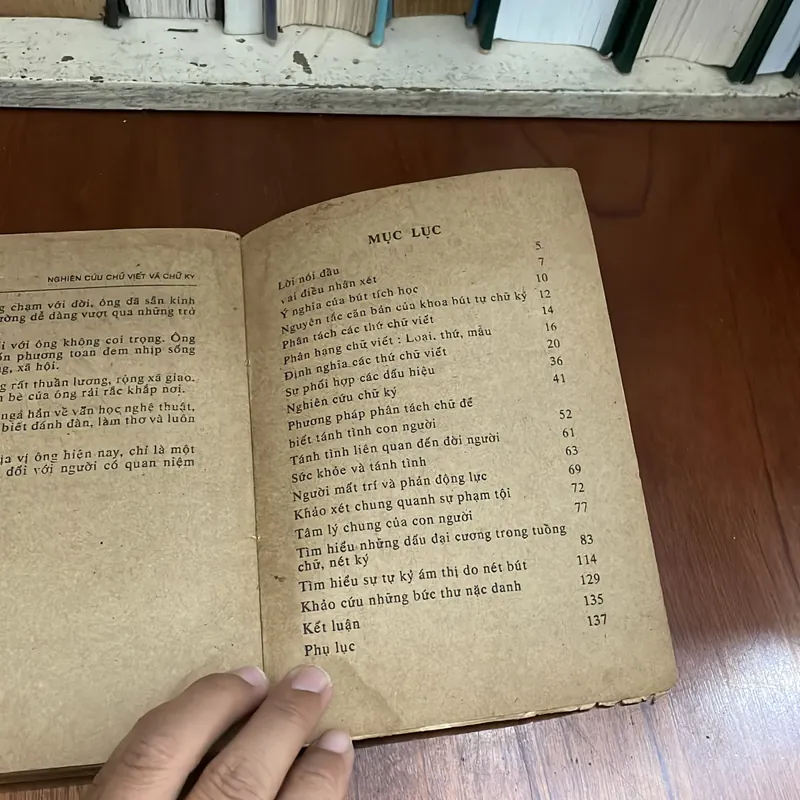 NGHIÊN CỨU CHỮ VIẾT VÀ CHỮ KÝ
chạm với đời, ông đã sẵn kinh
dễ dàng vượt qua những trở
với ông không coi trọng. Ông
phương toan đem nhịp sống
xã hội.
rất thuần lương, rộng xã giao.
bè của ông rải rác khắp nơi.
ngả hẳn về văn học nghệ thuật,
biết đánh đàn, làm thơ và luôn
vị ông hiện nay, chỉ là một
đối với người có quan niệm
MỤC LỤC
Lời nói đầu 5
vài điều nhận xét 7
Ý nghĩa của bút tích học 10
Nguyên tắc căn bản của khoa bút tự chữ ký 12
Phân tách các thứ chữ viết 14
Phân hạng chữ viết : Loại, thứ, mẫu 16
Định nghĩa các thứ chữ viết 20
Sự phối hợp các dấu hiệu 36
Nghiên cứu chữ ký 41
Phương pháp phân tách chữ để
biết tánh tình con người 52
Tánh tình liên quan đến đời người 61
Sức khỏe và tánh tình 63
Người mất trí và phản động lực 69
Khảo xét chung quanh sự phạm tội 72
Tâm lý chung của con người 77
Tìm hiểu những dấu đại cương trong tuồng
chữ, nét ký 83
Tìm hiểu sự tự kỷ ám thị do nét bút 114
Khảo cứu những bức thư nặc danh 129
Kết luận 135
Phụ lục 137